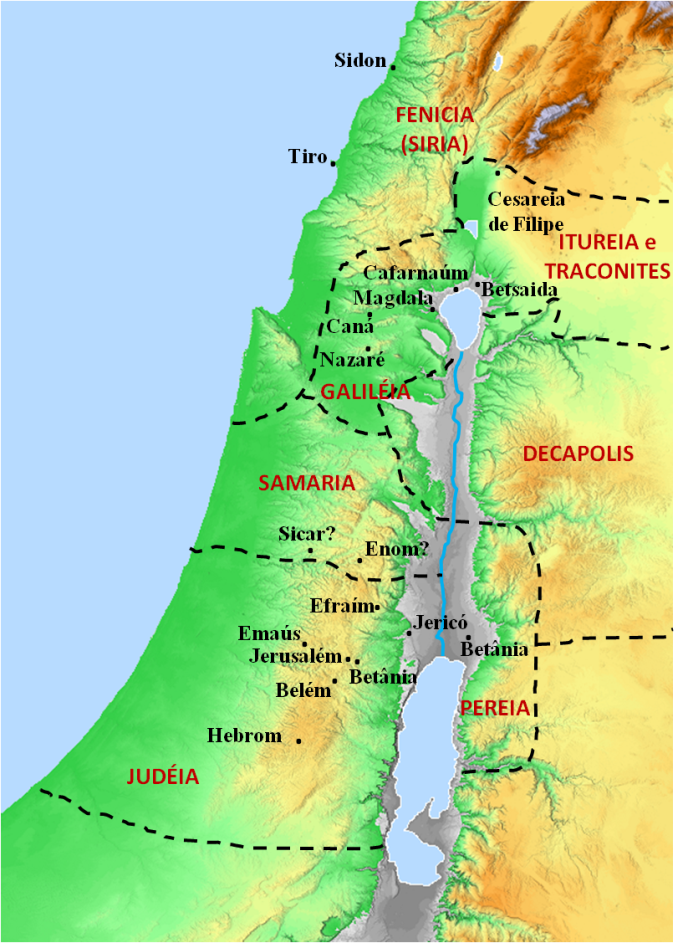 Sidon
FENICIA
(SIRIA)
Tiro
Cesareia
de Filipe
ITUREIA e
TRACONITES
Cafarnaúm
Betsaida
Magdala
Caná
Nazaré
GALILÉIA
DECAPOLIS
SAMARIA
Sicar?
Enom?
Efraím
Jericó
Emaús
Betânia
Jerusalém
Betânia
Belém
PEREIA
Hebrom
JUDÉIA